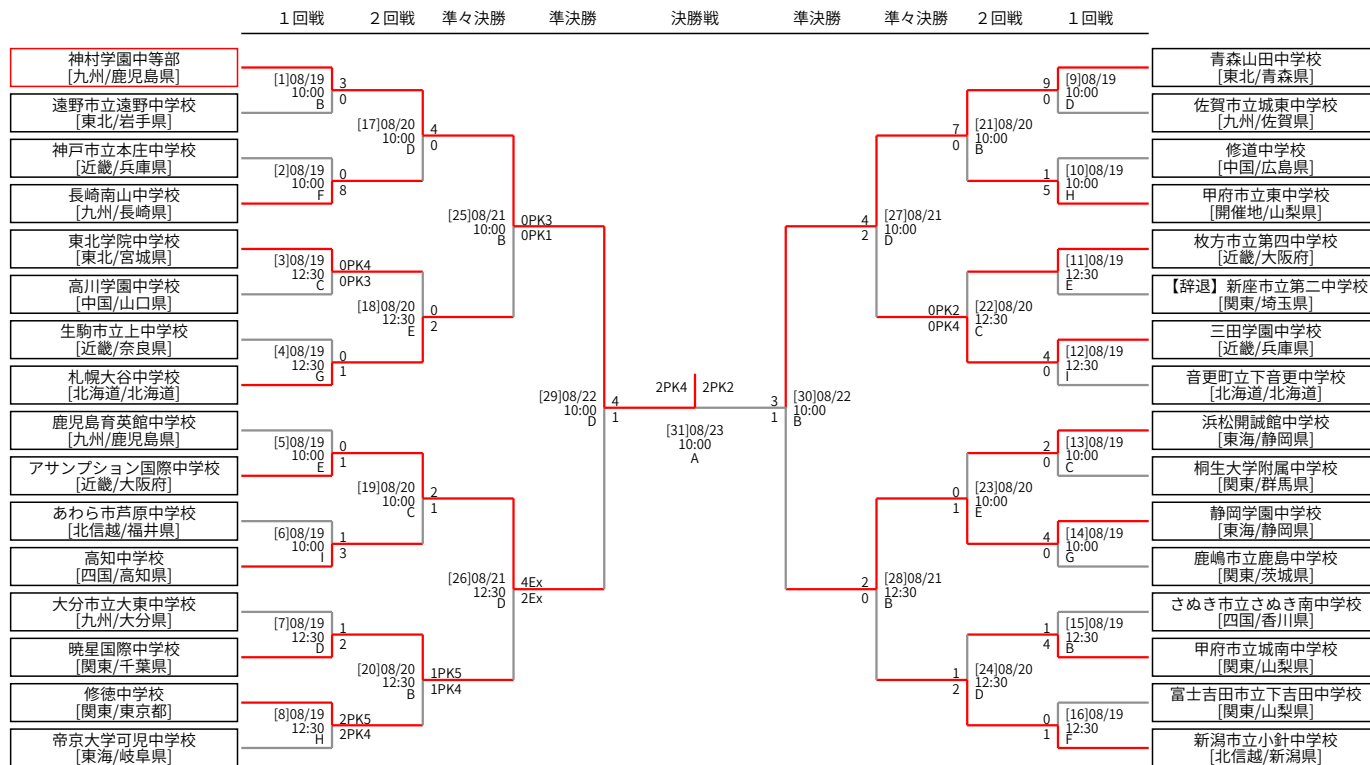 １回戦 ２回戦 準々決勝 準決勝 決勝戦 準決勝 準々決勝 ２回戦 １回戦
神村学園中等部
[九州/鹿児島県]
遠野市立遠野中学校
[東北/岩手県]
神戸市立本庄中学校
[近畿/兵庫県]
長崎南山中学校
[九州/長崎県]
東北学院中学校
[東北/宮城県]
高川学園中学校
[中国/山口県]
生駒市立上中学校
[近畿/奈良県]
札幌大谷中学校
[北海道/北海道]
鹿児島育英館中学校
[九州/鹿児島県]
アサンプション国際中学校
[近畿/大阪府]
あわら市芦原中学校
[北信越/福井県]
高知中学校
[四国/高知県]
大分市立大東中学校
[九州/大分県]
暁星国際中学校
[関東/千葉県]
修徳中学校
[関東/東京都]
帝京大学可児中学校
[東海/岐阜県]
[1]08/19
10:00
B
3
0
[2]08/19
10:00
F
0
8
[3]08/19
12:30
C
0PK4
0PK3
[4]08/19
12:30
G
0
1
[5]08/19
10:00
E
0
1
[6]08/19
10:00
I
1
3
[7]08/19
12:30
D
1
2
[8]08/19
12:30
H
2PK5
2PK4
[17]08/20
10:00
D
4
0
[18]08/20
12:30
E
0
2
[19]08/20
10:00
C
2
1
[20]08/20
12:30
B
1PK5
1PK4
[25]08/21
10:00
B
0PK3
0PK1
[26]08/21
12:30
D
4Ex
2Ex
[29]08/22
10:00
D
4
1
2PK4 2PK2
[31]08/23
10:00
A
3
1
[30]08/22
10:00
B
4
2
[27]08/21
10:00
D
2
0
[28]08/21
12:30
B
7
0
[21]08/20
10:00
B
0PK2
0PK4
[22]08/20
12:30
C
0
1
[23]08/20
10:00
E
1
2
[24]08/20
12:30
D
9
0
[9]08/19
10:00
D
1
5
[10]08/19
10:00
H
[11]08/19
12:30
E
4
0
[12]08/19
12:30
I
2
0
[13]08/19
10:00
C
4
0
[14]08/19
10:00
G
1
4
[15]08/19
12:30
B
0
1
[16]08/19
12:30
F
青森山田中学校
[東北/青森県]
佐賀市立城東中学校
[九州/佐賀県]
修道中学校
[中国/広島県]
甲府市立東中学校
[開催地/山梨県]
枚方市立第四中学校
[近畿/大阪府]
【辞退】新座市立第二中学校
[関東/埼玉県]
三田学園中学校
[近畿/兵庫県]
音更町立下音更中学校
[北海道/北海道]
浜松開誠館中学校
[東海/静岡県]
桐生大学附属中学校
[関東/群馬県]
静岡学園中学校
[東海/静岡県]
鹿嶋市立鹿島中学校
[関東/茨城県]
さぬき市立さぬき南中学校
[四国/香川県]
甲府市立城南中学校
[関東/山梨県]
富士吉田市立下吉田中学校
[関東/山梨県]
新潟市立小針中学校
[北信越/新潟県]